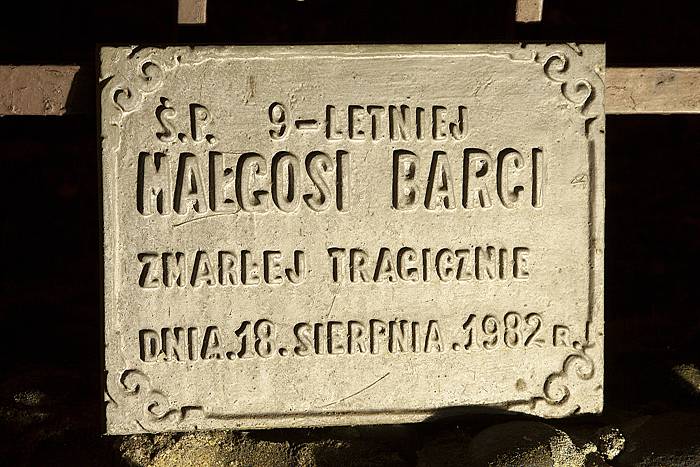 Ś.P. 9-LETNIEJ
MAŁGOSI BARCI
ZMARŁEJ TRAGICZNIE
DNIA.18.SIERPNIA.1982 R.